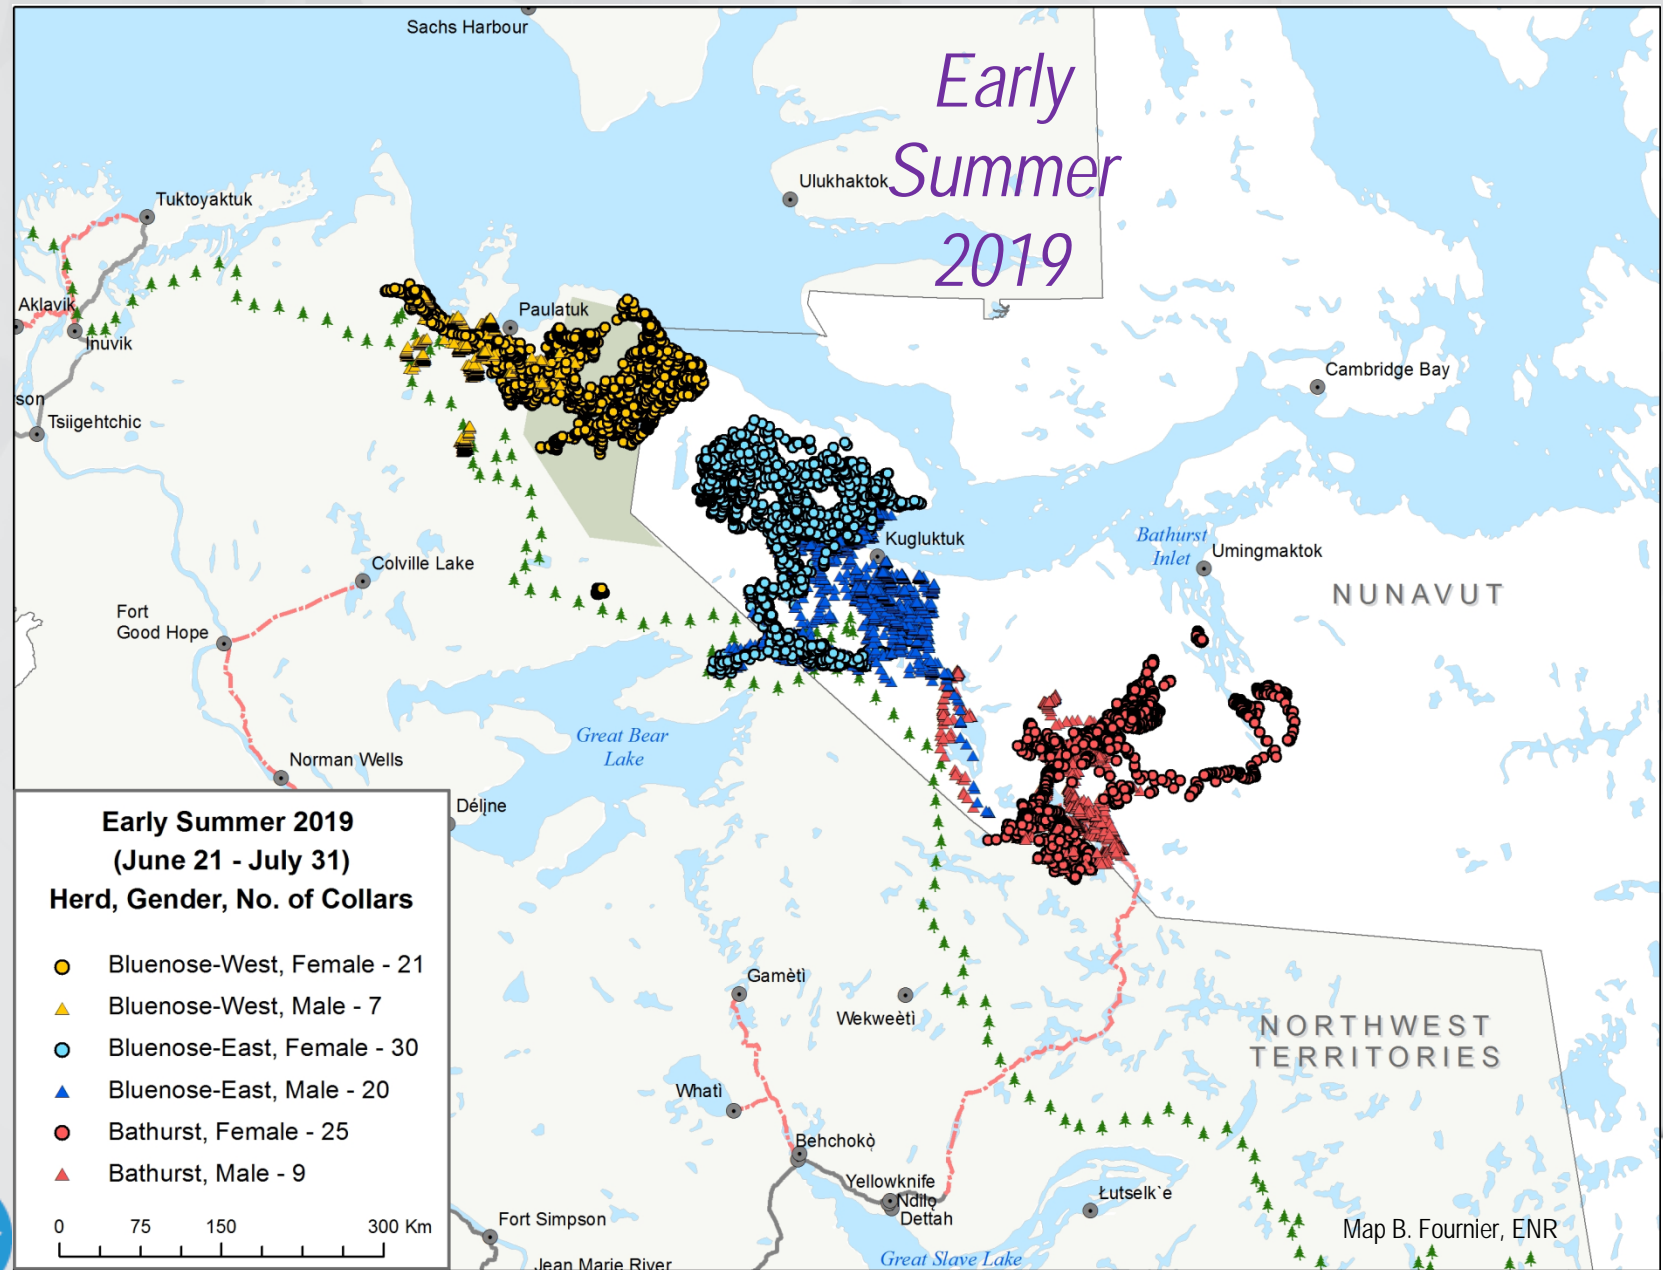 Sachs Harbour
Early
Summer
2019
Ulukhaktok
Tuktoyaktuk
Aklavik
Inuvik
Paulatuk
Cambridge Bay
son
Tsiigehtchic
Kugluktuk
Bathurst
Inlet
Umingmaktok
Colville Lake
NUNAVUT
Fort
Good Hope
Great Bear
Lake
Norman Wells
Délįne
Early Summer 2019
(June 21 - July 31)
Herd, Gender, No. of Collars
Bluenose-West, Female - 21
Bluenose-West, Male - 7
Bluenose-East, Female - 30
Bluenose-East, Male - 20
Bathurst, Female - 25
Bathurst, Male - 9
0 75 150 300 Km
Gamètì
Wekweètì
NORTHWEST
TERRITORIES
Whatì
Behchokǫ̀
Yellowknife
Ndilǫ
Dettah
Łutselk`e
Fort Simpson
Jean Marie River
Great Slave Lake
Map B. Fournier, ENR